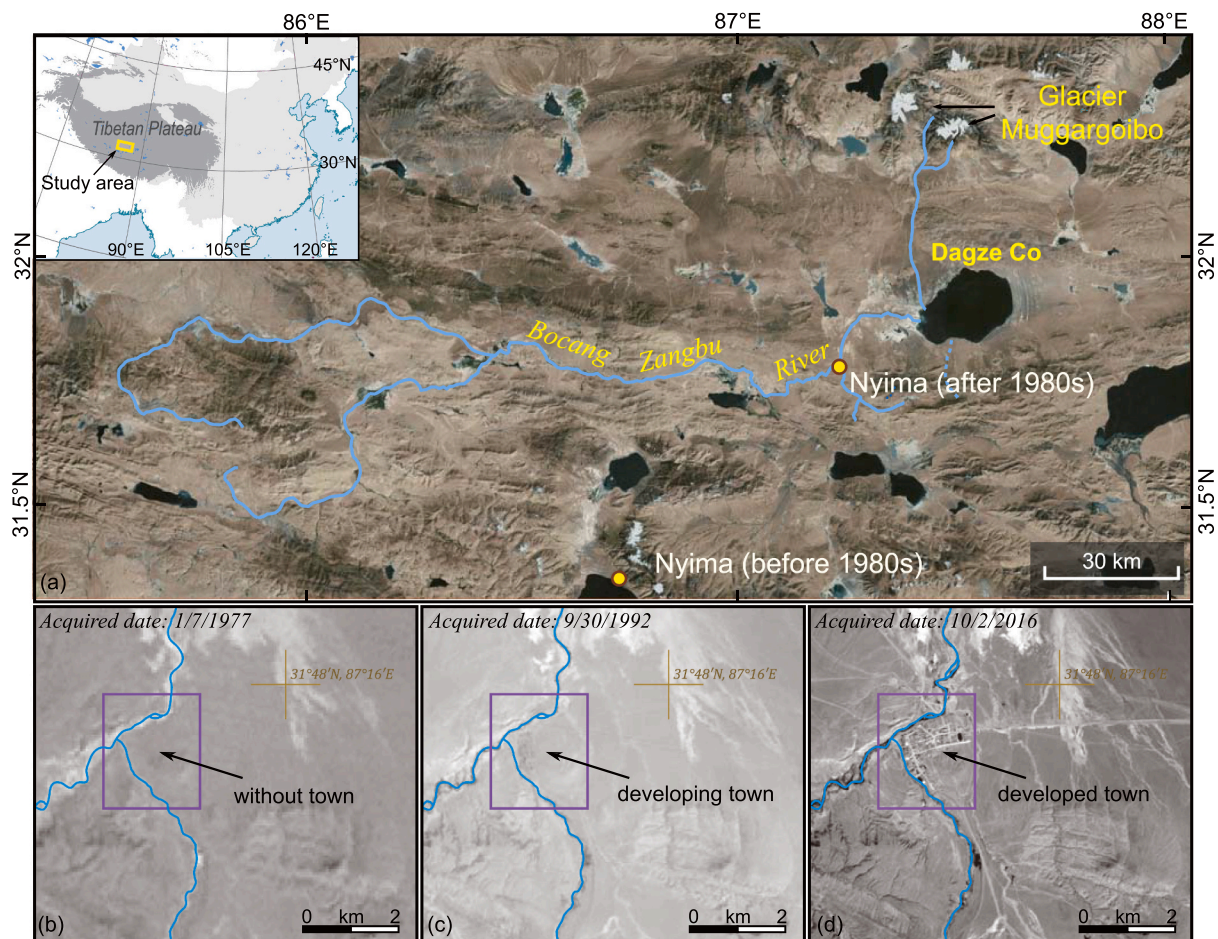 86°E
87°E
88°E
45°N
Tibetan Plateau
30°N
Study area
90°E
105°E
120°E
Glacier
Muggargoibo
32°N
32°N
Dagze Co
Bocang Zangbu River
Nyima (after 1980s)
31.5°N
31.5°N
Nyima (before 1980s)
30 km
(a)
Acquired date: 1/7/1977
31°48′N, 87°16′E
without town
(b)
0 km 2
Acquired date: 9/30/1992
31°48′N, 87°16′E
developing town
(c)
0 km 2
Acquired date: 10/2/2016
31°48′N, 87°16′E
developed town
(d)
0 km 2